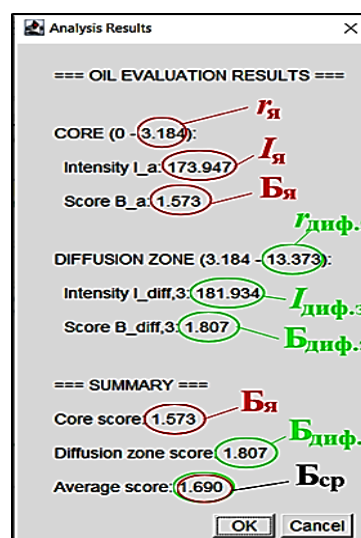 Analysis Results
=== OIL EVALUATION RESULTS ===
rя
CORE (0 - 3.184):
Iя
Intensity I_a: 173.947
Score B_a: 1.573 Бя
rдиф.
DIFFUSION ZONE (3.184 - 13.373):
Intensity I_diff,3: 181.934 Iдиф.з
Score B_diff,3: 1.807 Бдиф.
=== SUMMARY ===
Core score: 1.573 Бя
Diffusion zone score: 1.807 Бдиф.
Average score: 1.690 Бср
OK Cancel